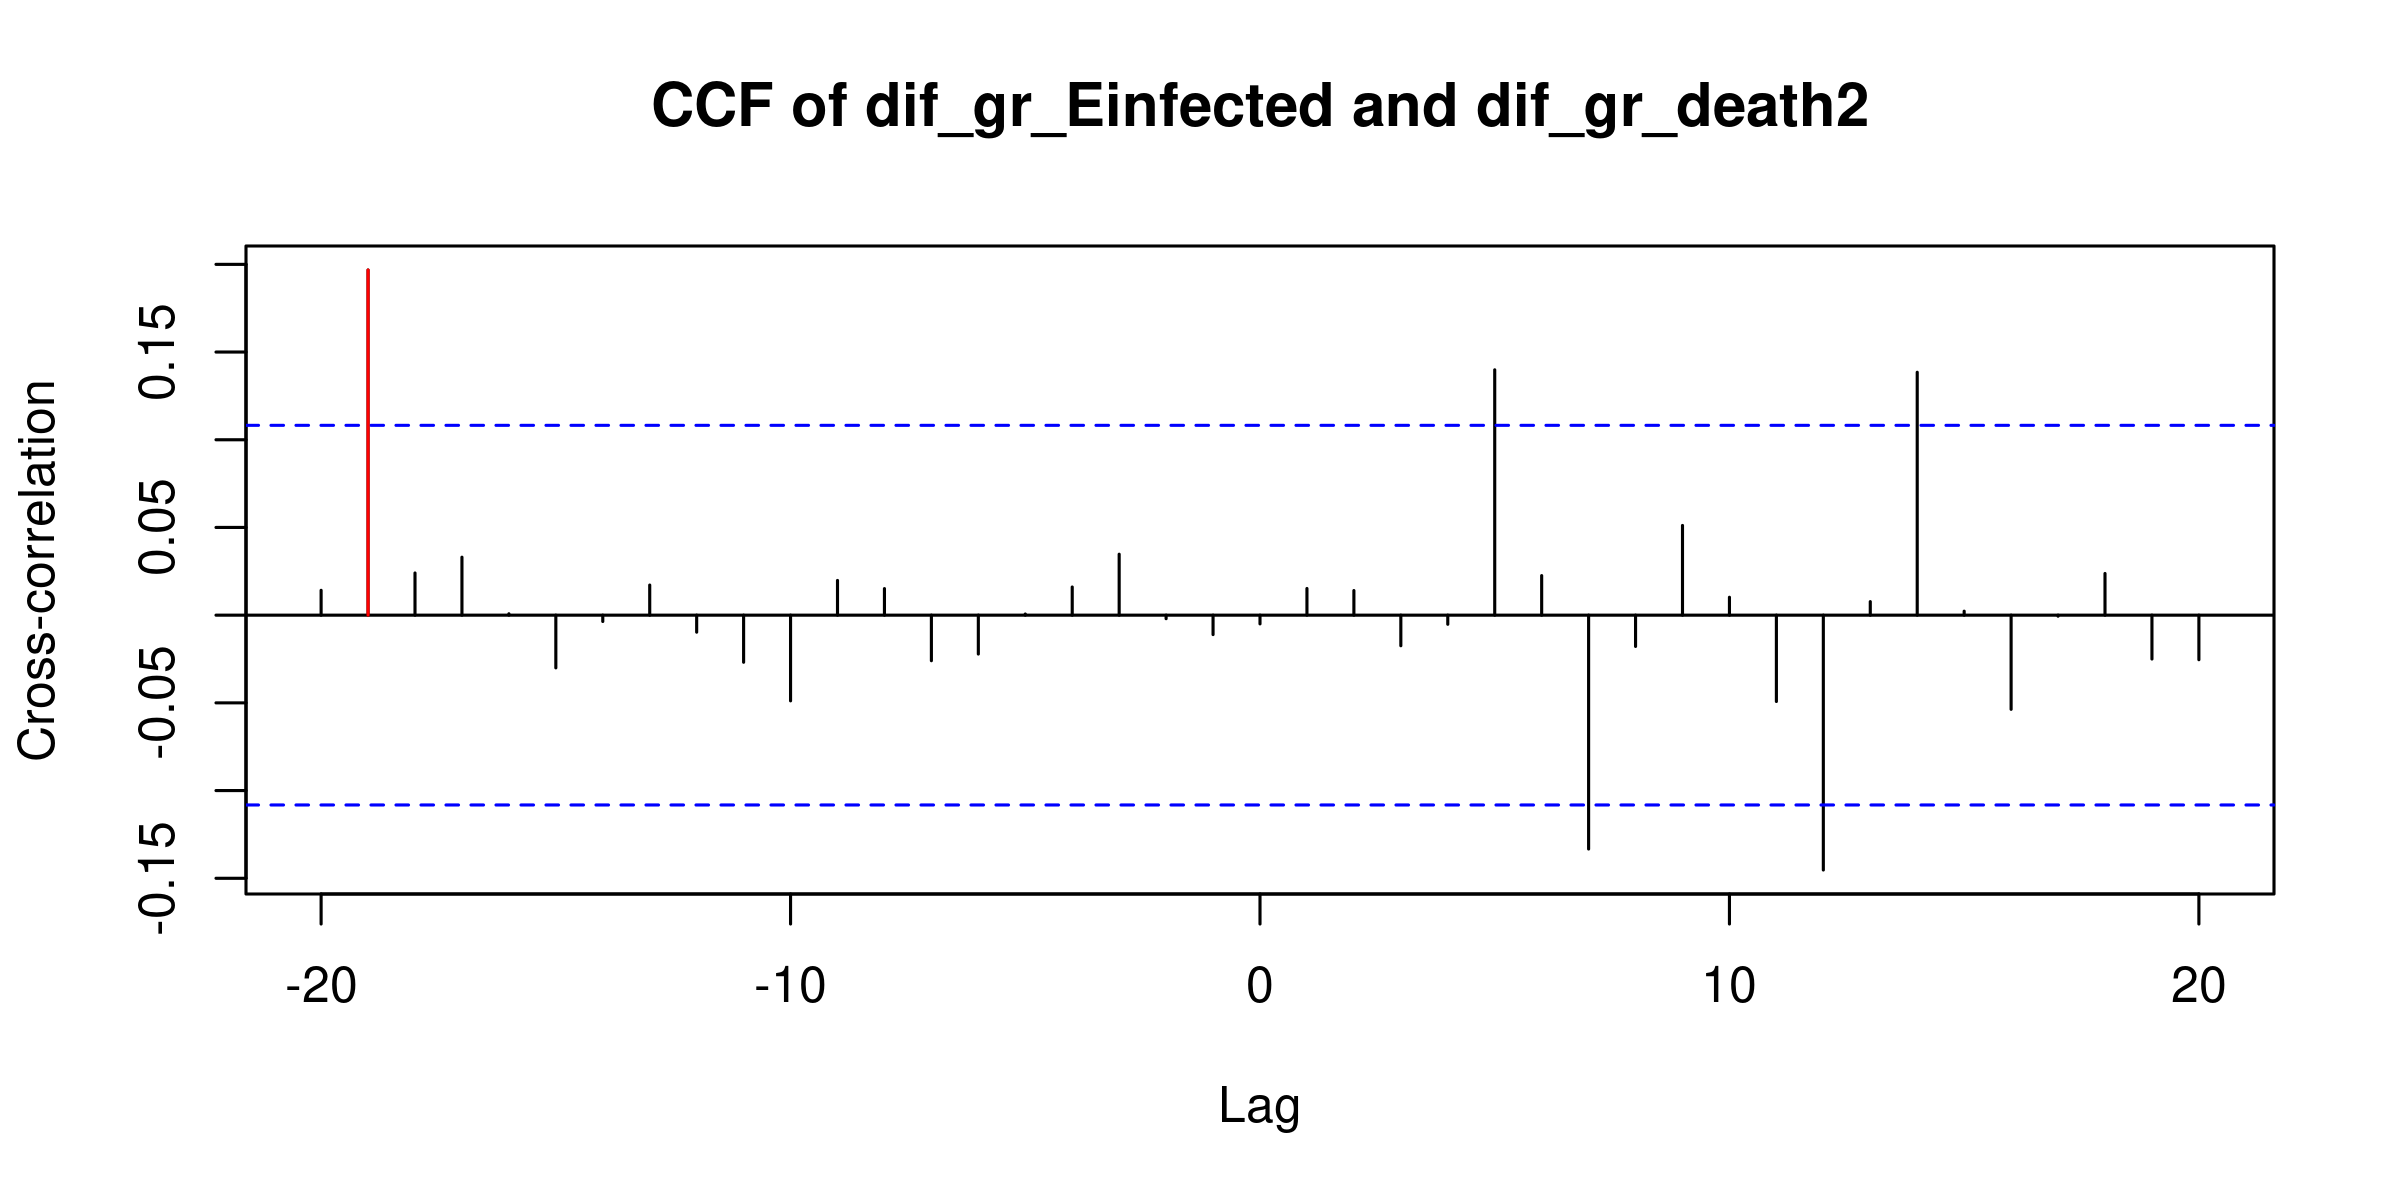 CCF of dif_gr_Einfected and dif_gr_death2
Cross-correlation
0.15
0.05
-0.05
-0.15
-20 -10 0 10 20
Lag